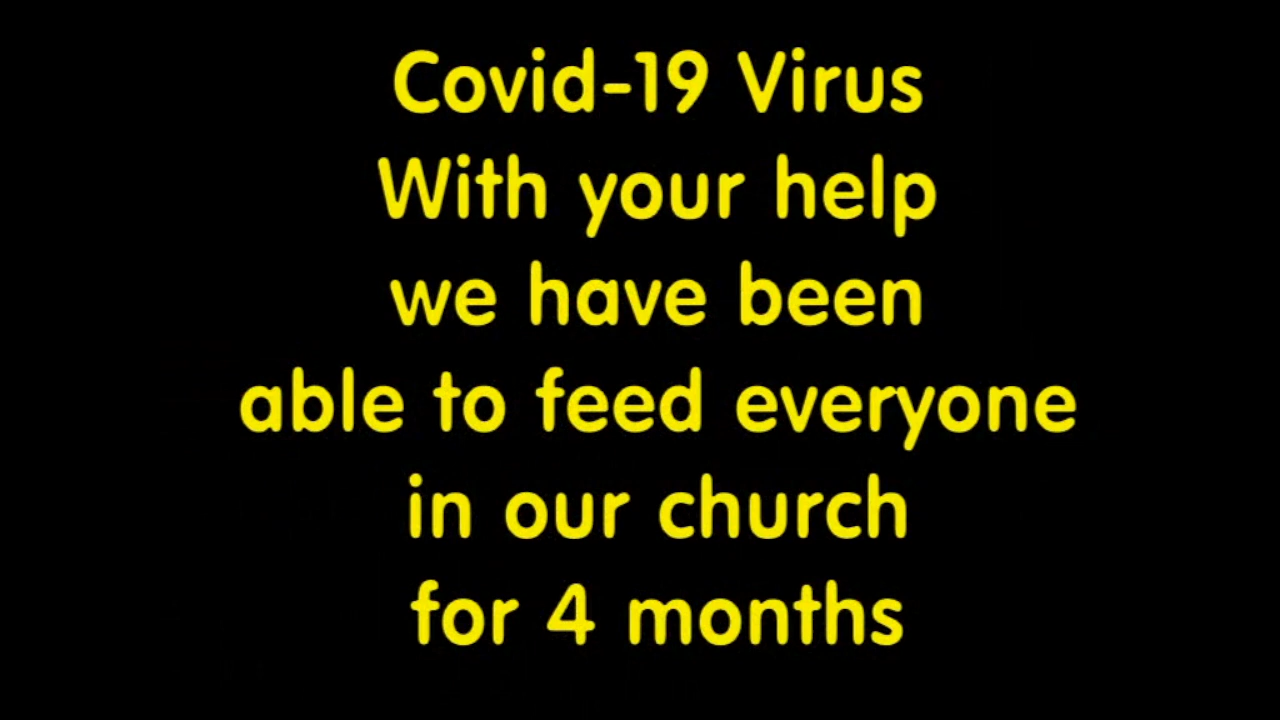 Covid-19 Virus
With your help
we have been
able to feed everyone
in our church
for 4 months